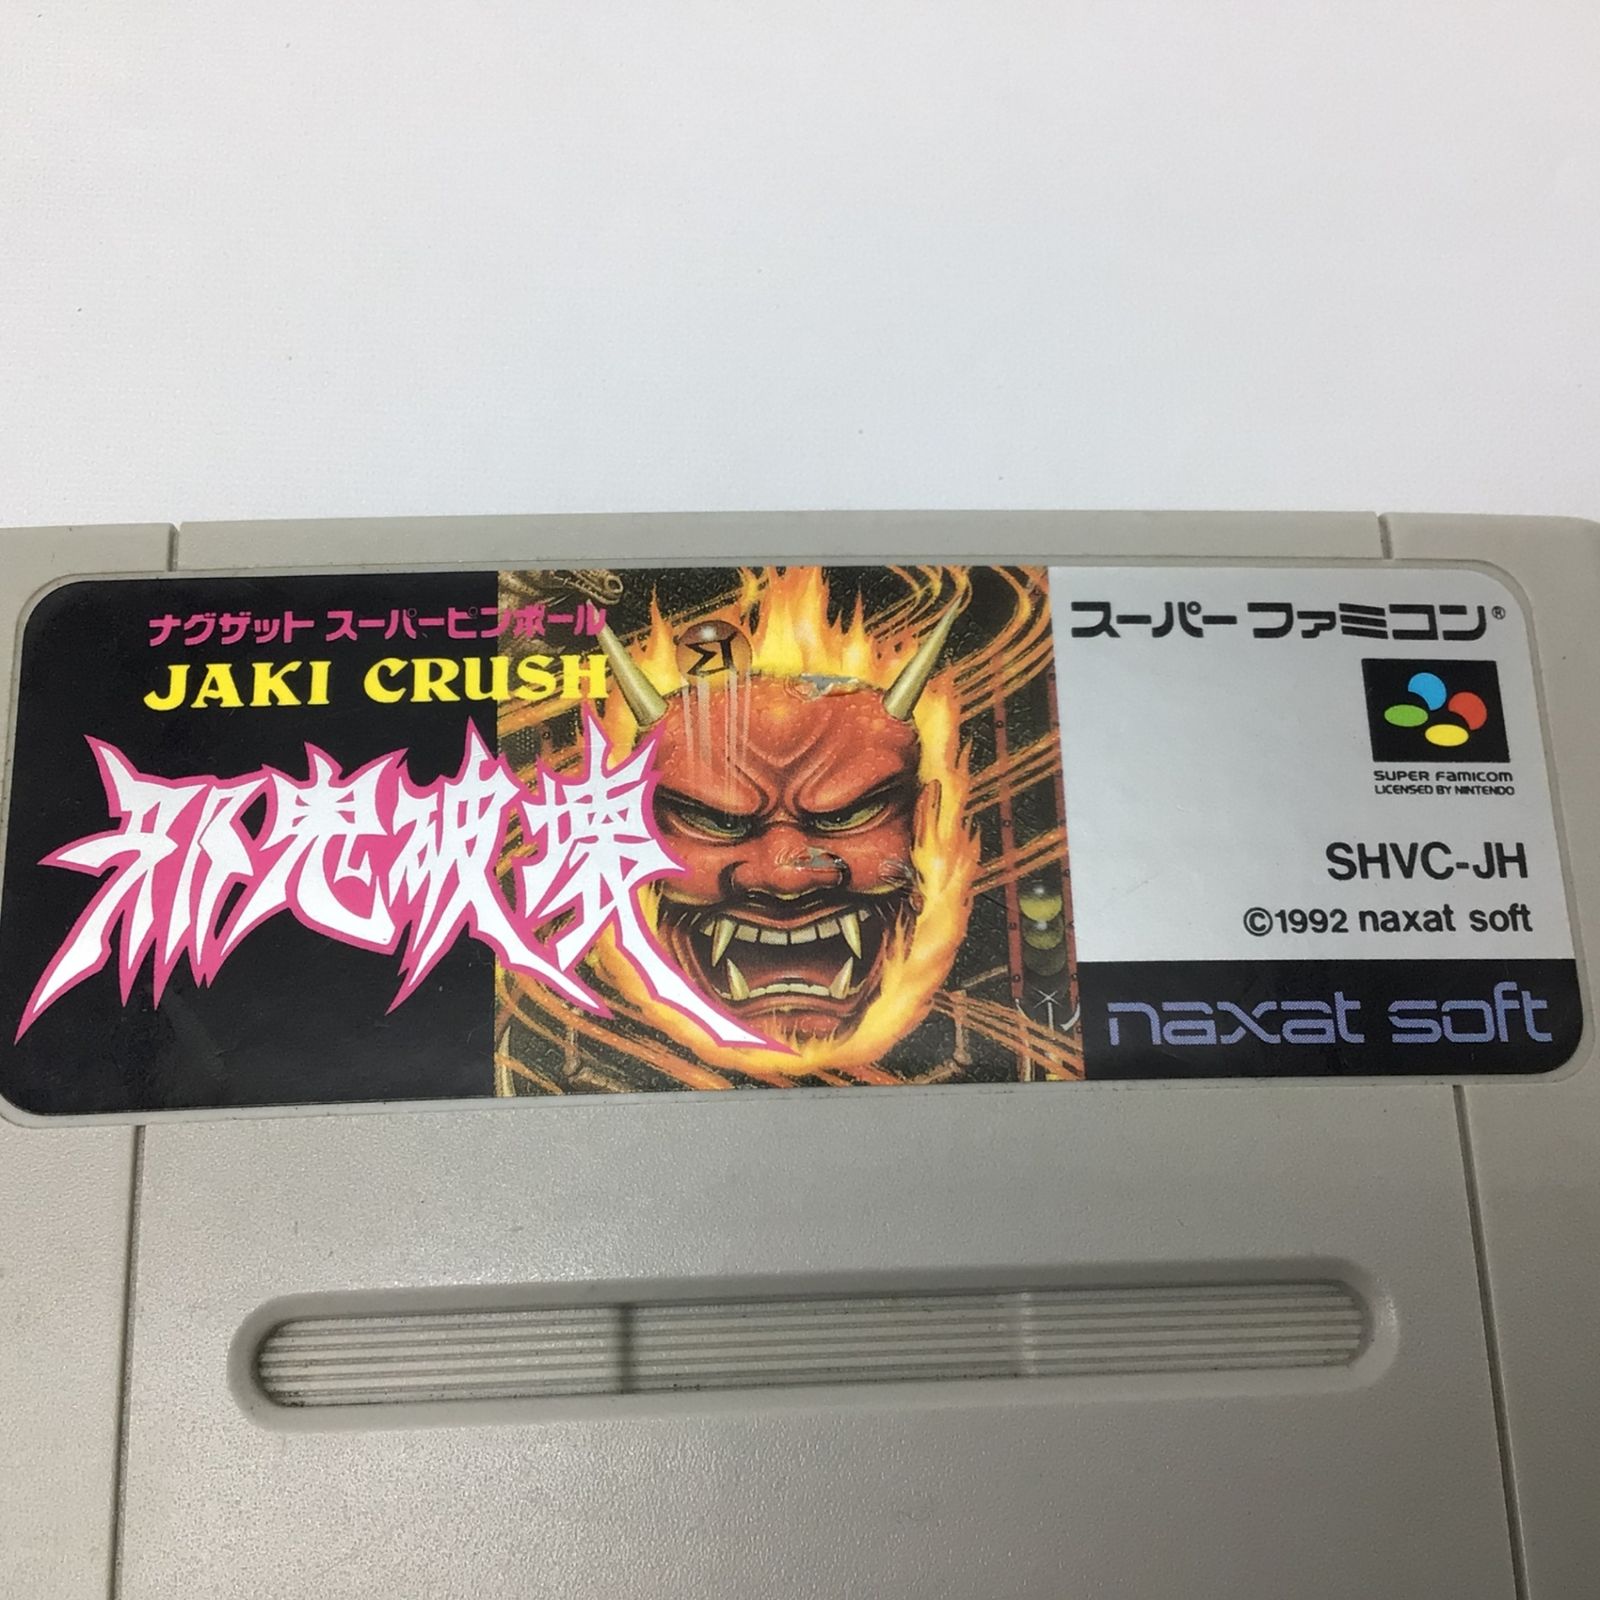 ナグザット スーパーピンボール
JAKI CRUSH
邪鬼破壊
スーパーファミコン®
SUPER FAMICOM
LICENSED BY NINTENDO
SHVC-JH
©1992 naxat soft
naxat soft